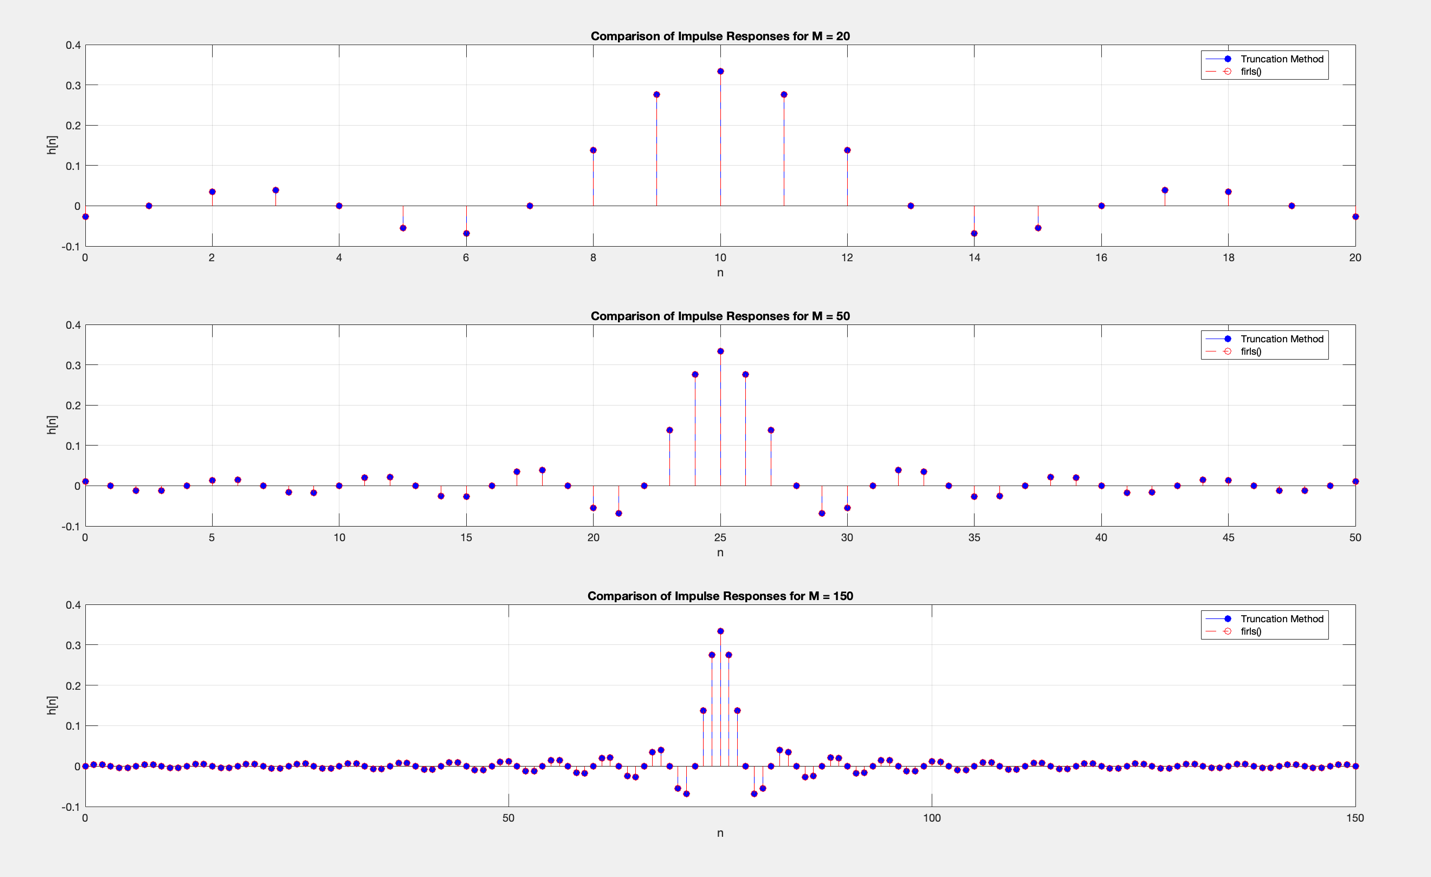 Comparison of Impulse Responses for M = 20
0.4
0.3
0.2
0.1
0
-0.1
h[n]
Truncation Method
firls()
0 2 4 6 8 10 12 14 16 18 20
n
Comparison of Impulse Responses for M = 50
0.4
0.3
0.2
0.1
0
-0.1
h[n]
Truncation Method
firls()
0 5 10 15 20 25 30 35 40 45 50
n
Comparison of Impulse Responses for M = 150
0.4
0.3
0.2
0.1
0
-0.1
h[n]
Truncation Method
firls()
0 50 100 150
n